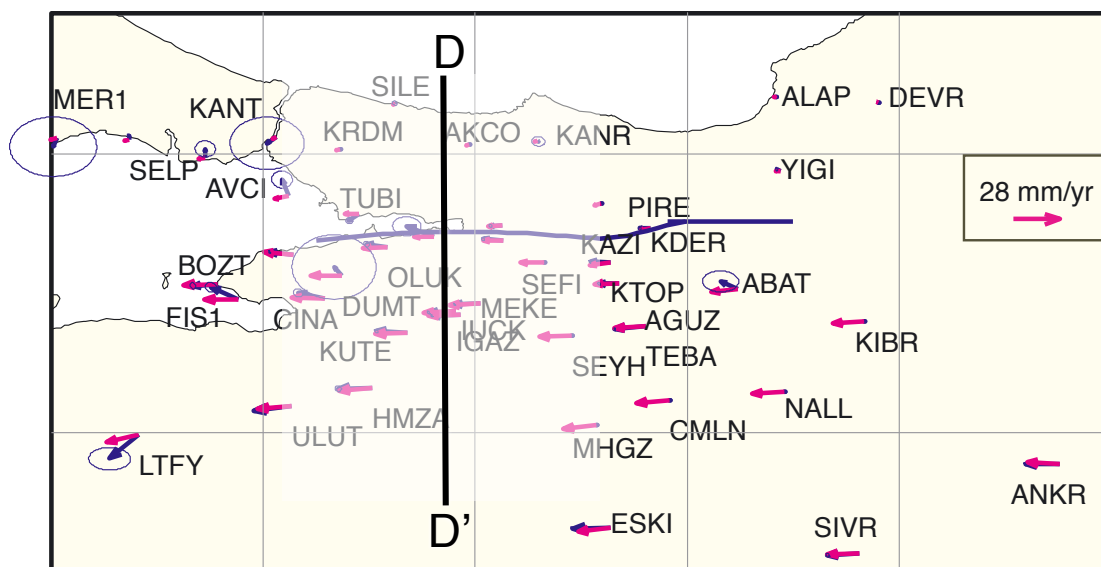 D
SILE
MER1
KANT
ALAP
DEVR
KRDM
AKCO
KANR
SELP
YIGI
AVCI
28 mm/yr
TUBI
PIRE
KAZI
KDER
BOZT
OLUK
SEFI
ABAT
KTOP
FIS1
CINA
DUMT
MEKE
AGUZ
IUCK
IGAZ
KIBR
KUTE
SEYH
TEBA
NALL
HMZA
ULUT
CMLN
MHGZ
LTFY
ANKR
D’
ESKI
SIVR